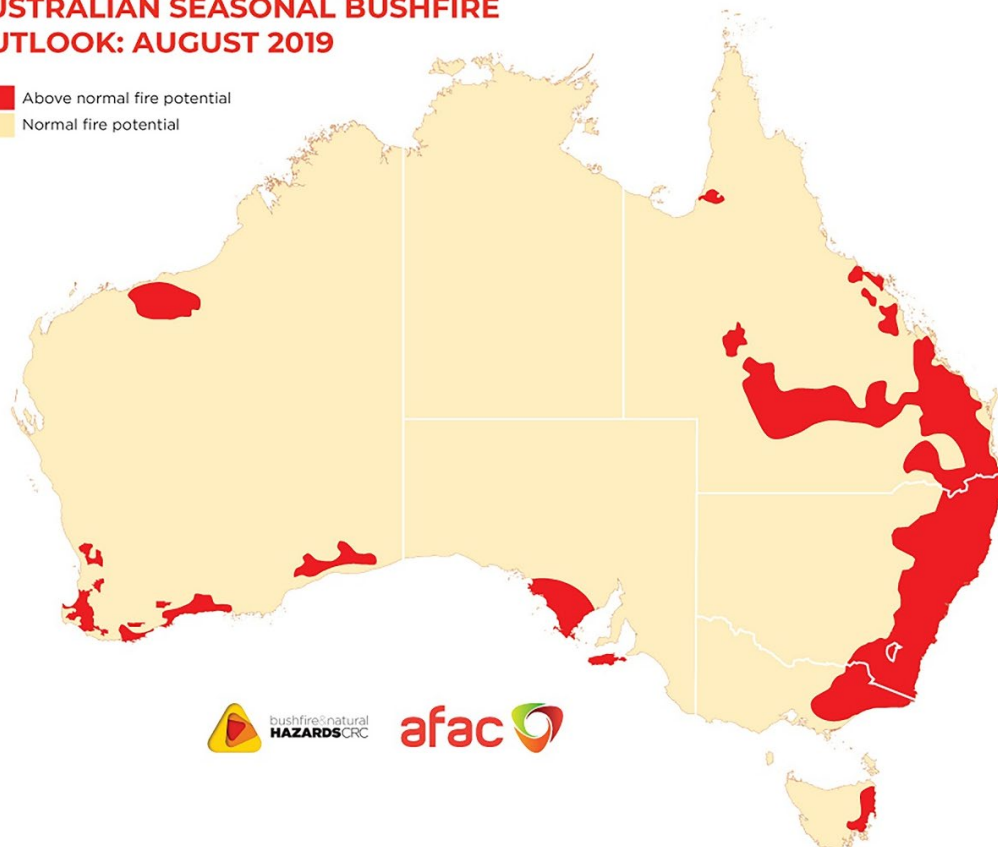 USTRALIAN SEASONAL BUSHFIRE
UTLOOK: AUGUST 2019
Above normal fire potential
Normal fire potential
bushfire&natural
HAZARDSCRC
afac